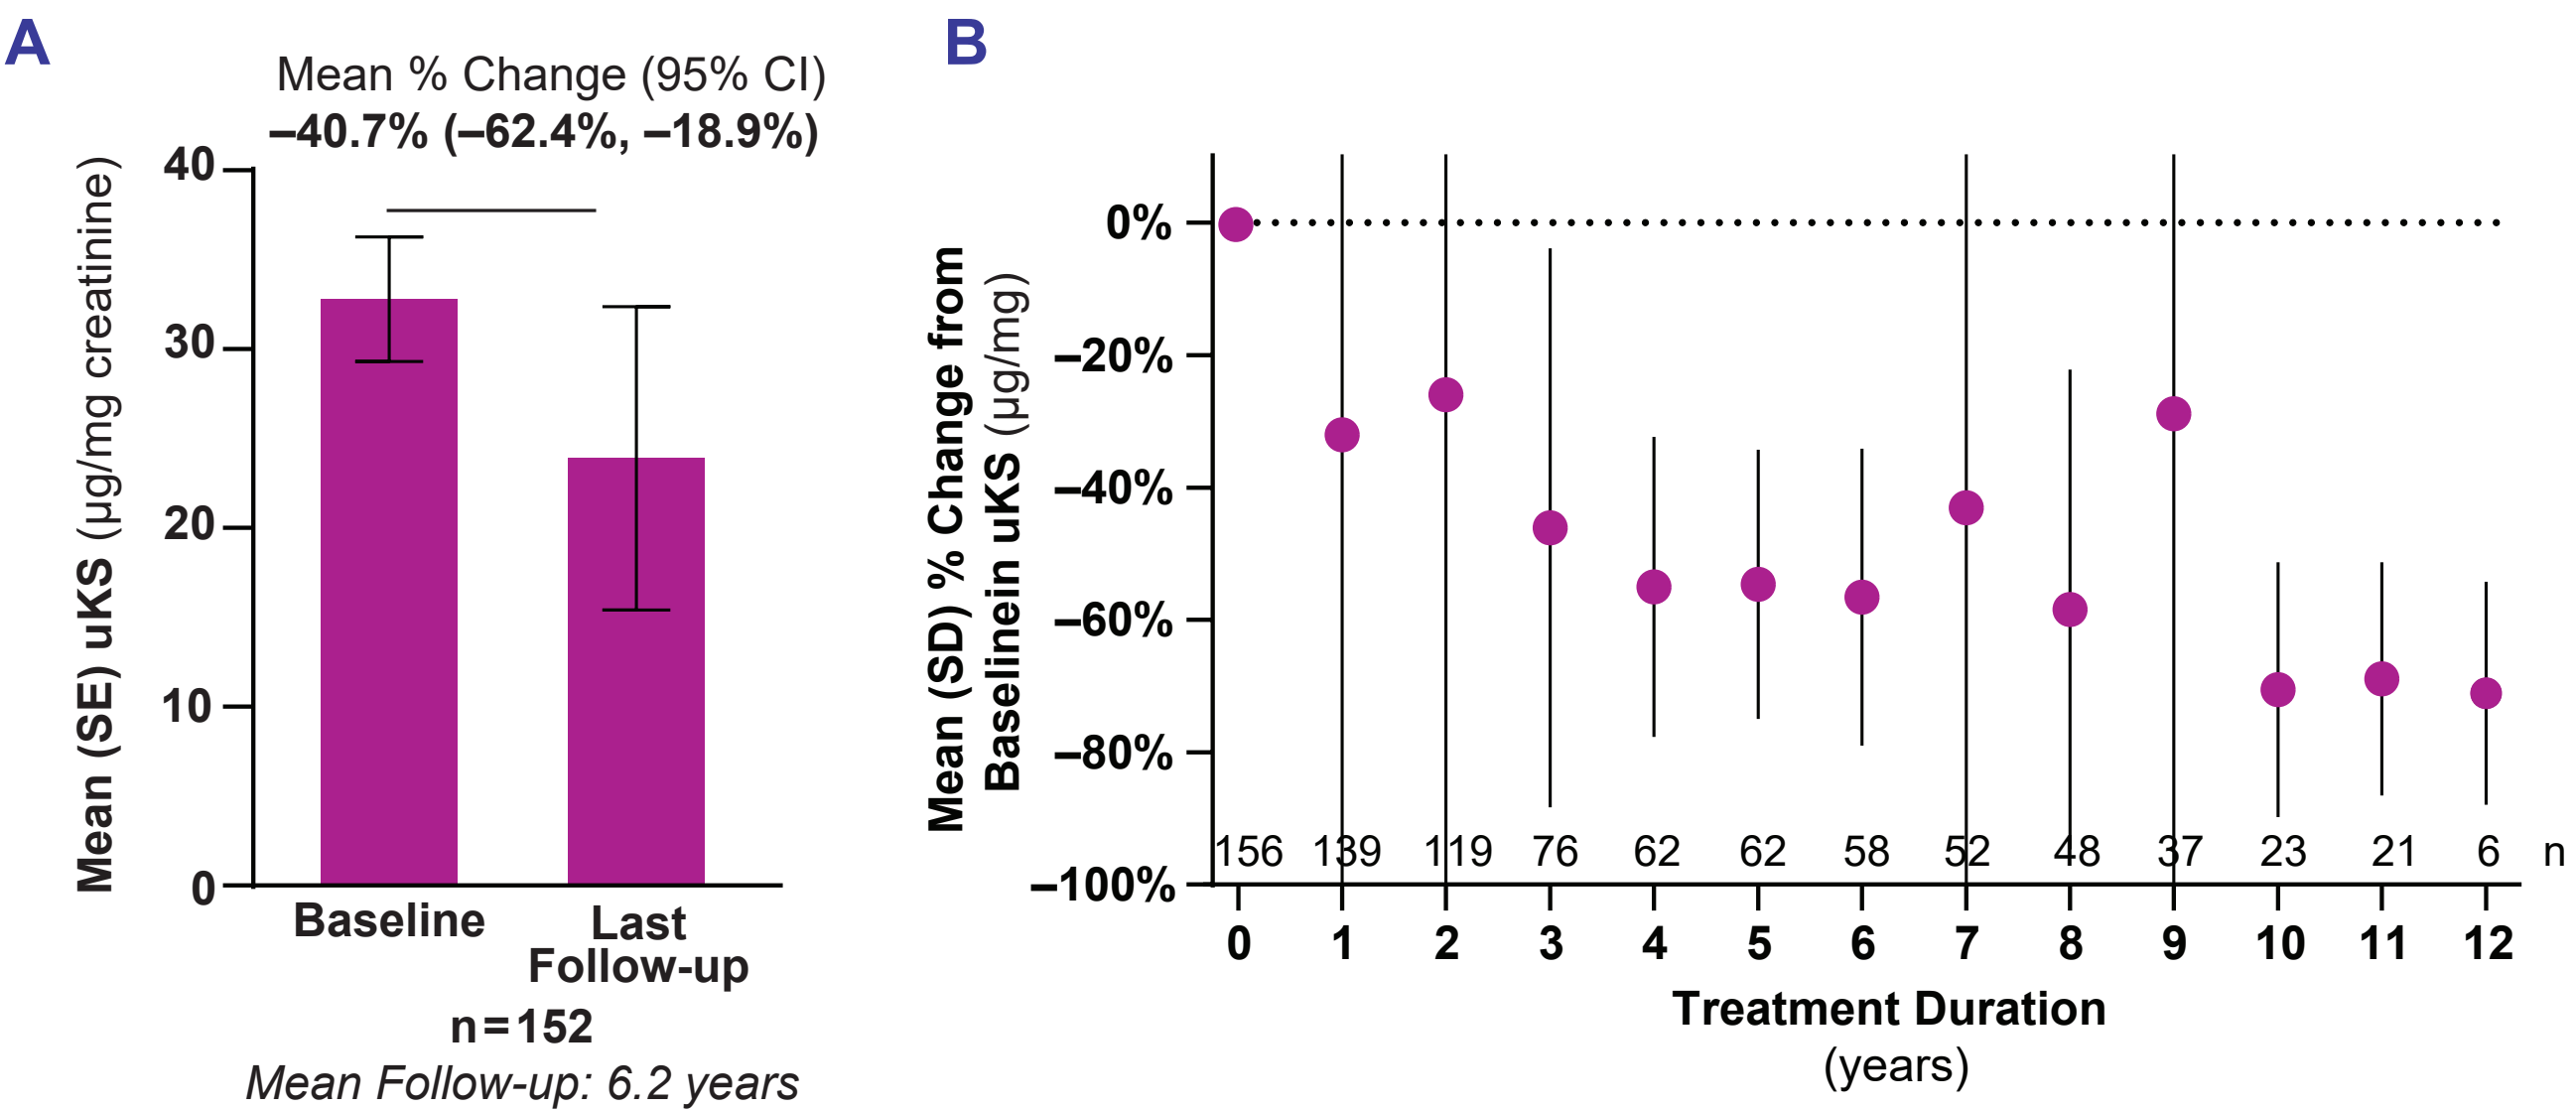 A
Mean % Change (95% CI)
–40.7% (–62.4%, –18.9%)
Mean (SE) uKS (µg/mg creatinine)
40
30
20
10
0
Baseline
Last
Follow-up
n=152
Mean Follow-up: 6.2 years
B
Mean (SD) % Change from
Baselinein uKS (µg/mg)
0%
–20%
–40%
–60%
–80%
–100%
156 139 119 76 62 62 58 52 48 37 23 21 6 n
0 1 2 3 4 5 6 7 8 9 10 11 12
Treatment Duration
(years)